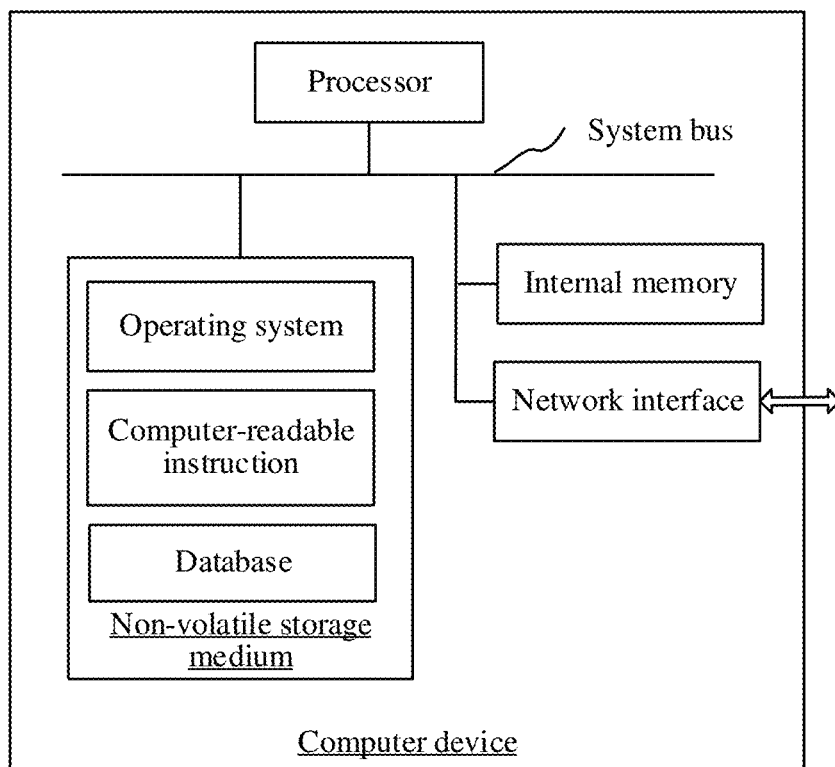 Processor
System bus
Operating system
Internal memory
Computer-readable
instruction
Network interface
Database
Non-volatile storage
medium
Computer device